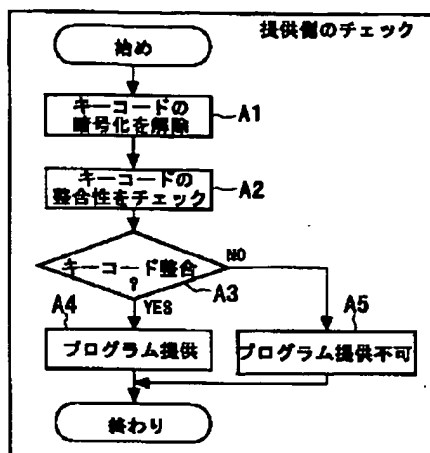 提供側のチェック
始め
キーコードの
暗号化を解除
A1
キーコードの
整合性をチェック
A2
キーコード整合
?
NO
A3
YES
A4
プログラム提供
A5
プログラム提供不可
終わり